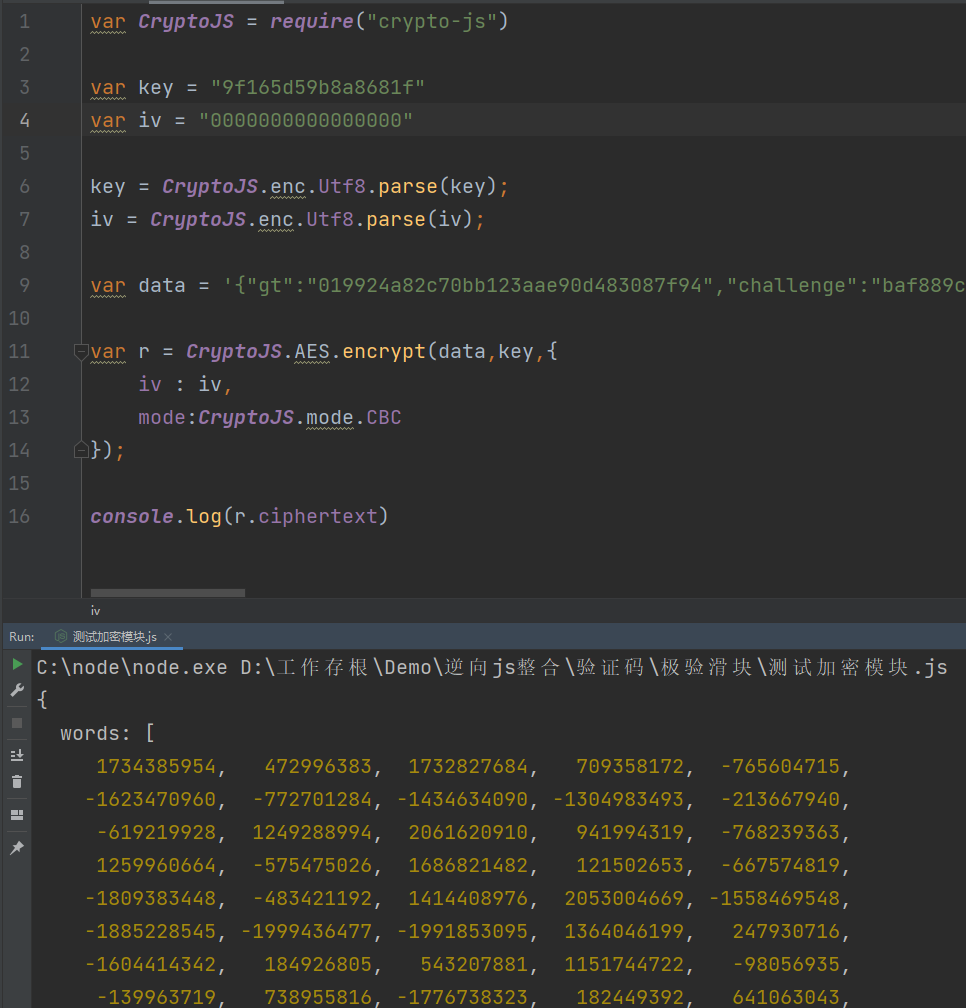 1 var CryptoJS = require("crypto-js")
2
3 var key = "9f165d59b8a8681f"
4 var iv = "0000000000000000"
5
6 key = CryptoJS.enc.Utf8.parse(key);
7 iv = CryptoJS.enc.Utf8.parse(iv);
8
9 var data = '{"gt":"019924a82c70bb123aae90d483087f94","challenge":"baf889c
10
11 var r = CryptoJS.AES.encrypt(data,key,{
12 iv : iv,
13 mode:CryptoJS.mode.CBC
14 });
15
16 console.log(r.ciphertext)
iv
Run: 测试加密模块.js ×
C:\node\node.exe D:\工作存根\Demo\逆向js整合\验证码\极验滑块\测试加密模块.js
{
words: [
1734385954, 472996383, 1732827684, 709358172, -765604715,
-1623470960, -772701284, -1434634090, -1304983493, -213667940,
-619219928, 1249288994, 2061620910, 941994319, -768239363,
1259960664, -575475026, 1686821482, 121502653, -667574819,
-1809383448, -483421192, 1414408976, 2053004669, -1558469548,
-1885228545, -1999436477, -1991853095, 1364046199, 247930716,
-1604414342, 184926805, 543207881, 1151744722, -98056935,
-139963719, 738955816, -1776738323, 182449392, 641063043,